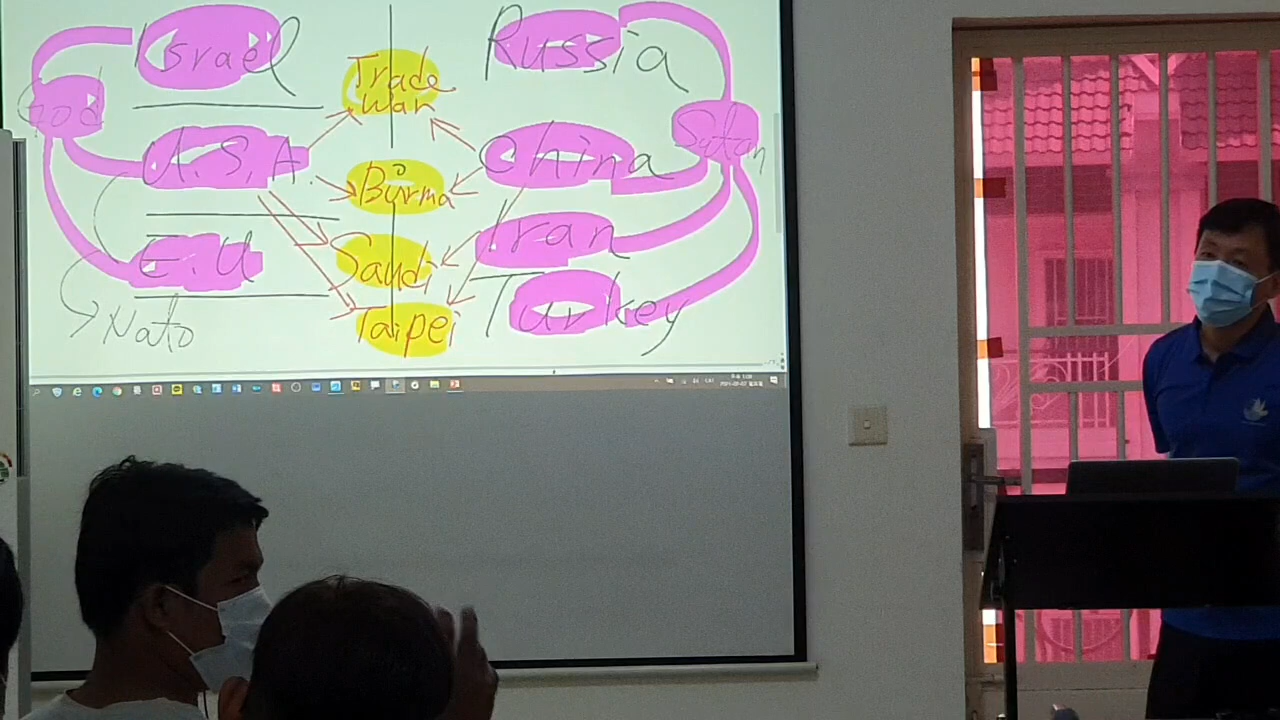 Israel
God
U.S.A.
E.U
Nato
Trade
War
Burma
Saudi
Taipei
Russia
China
Satan
Iran
Turkey